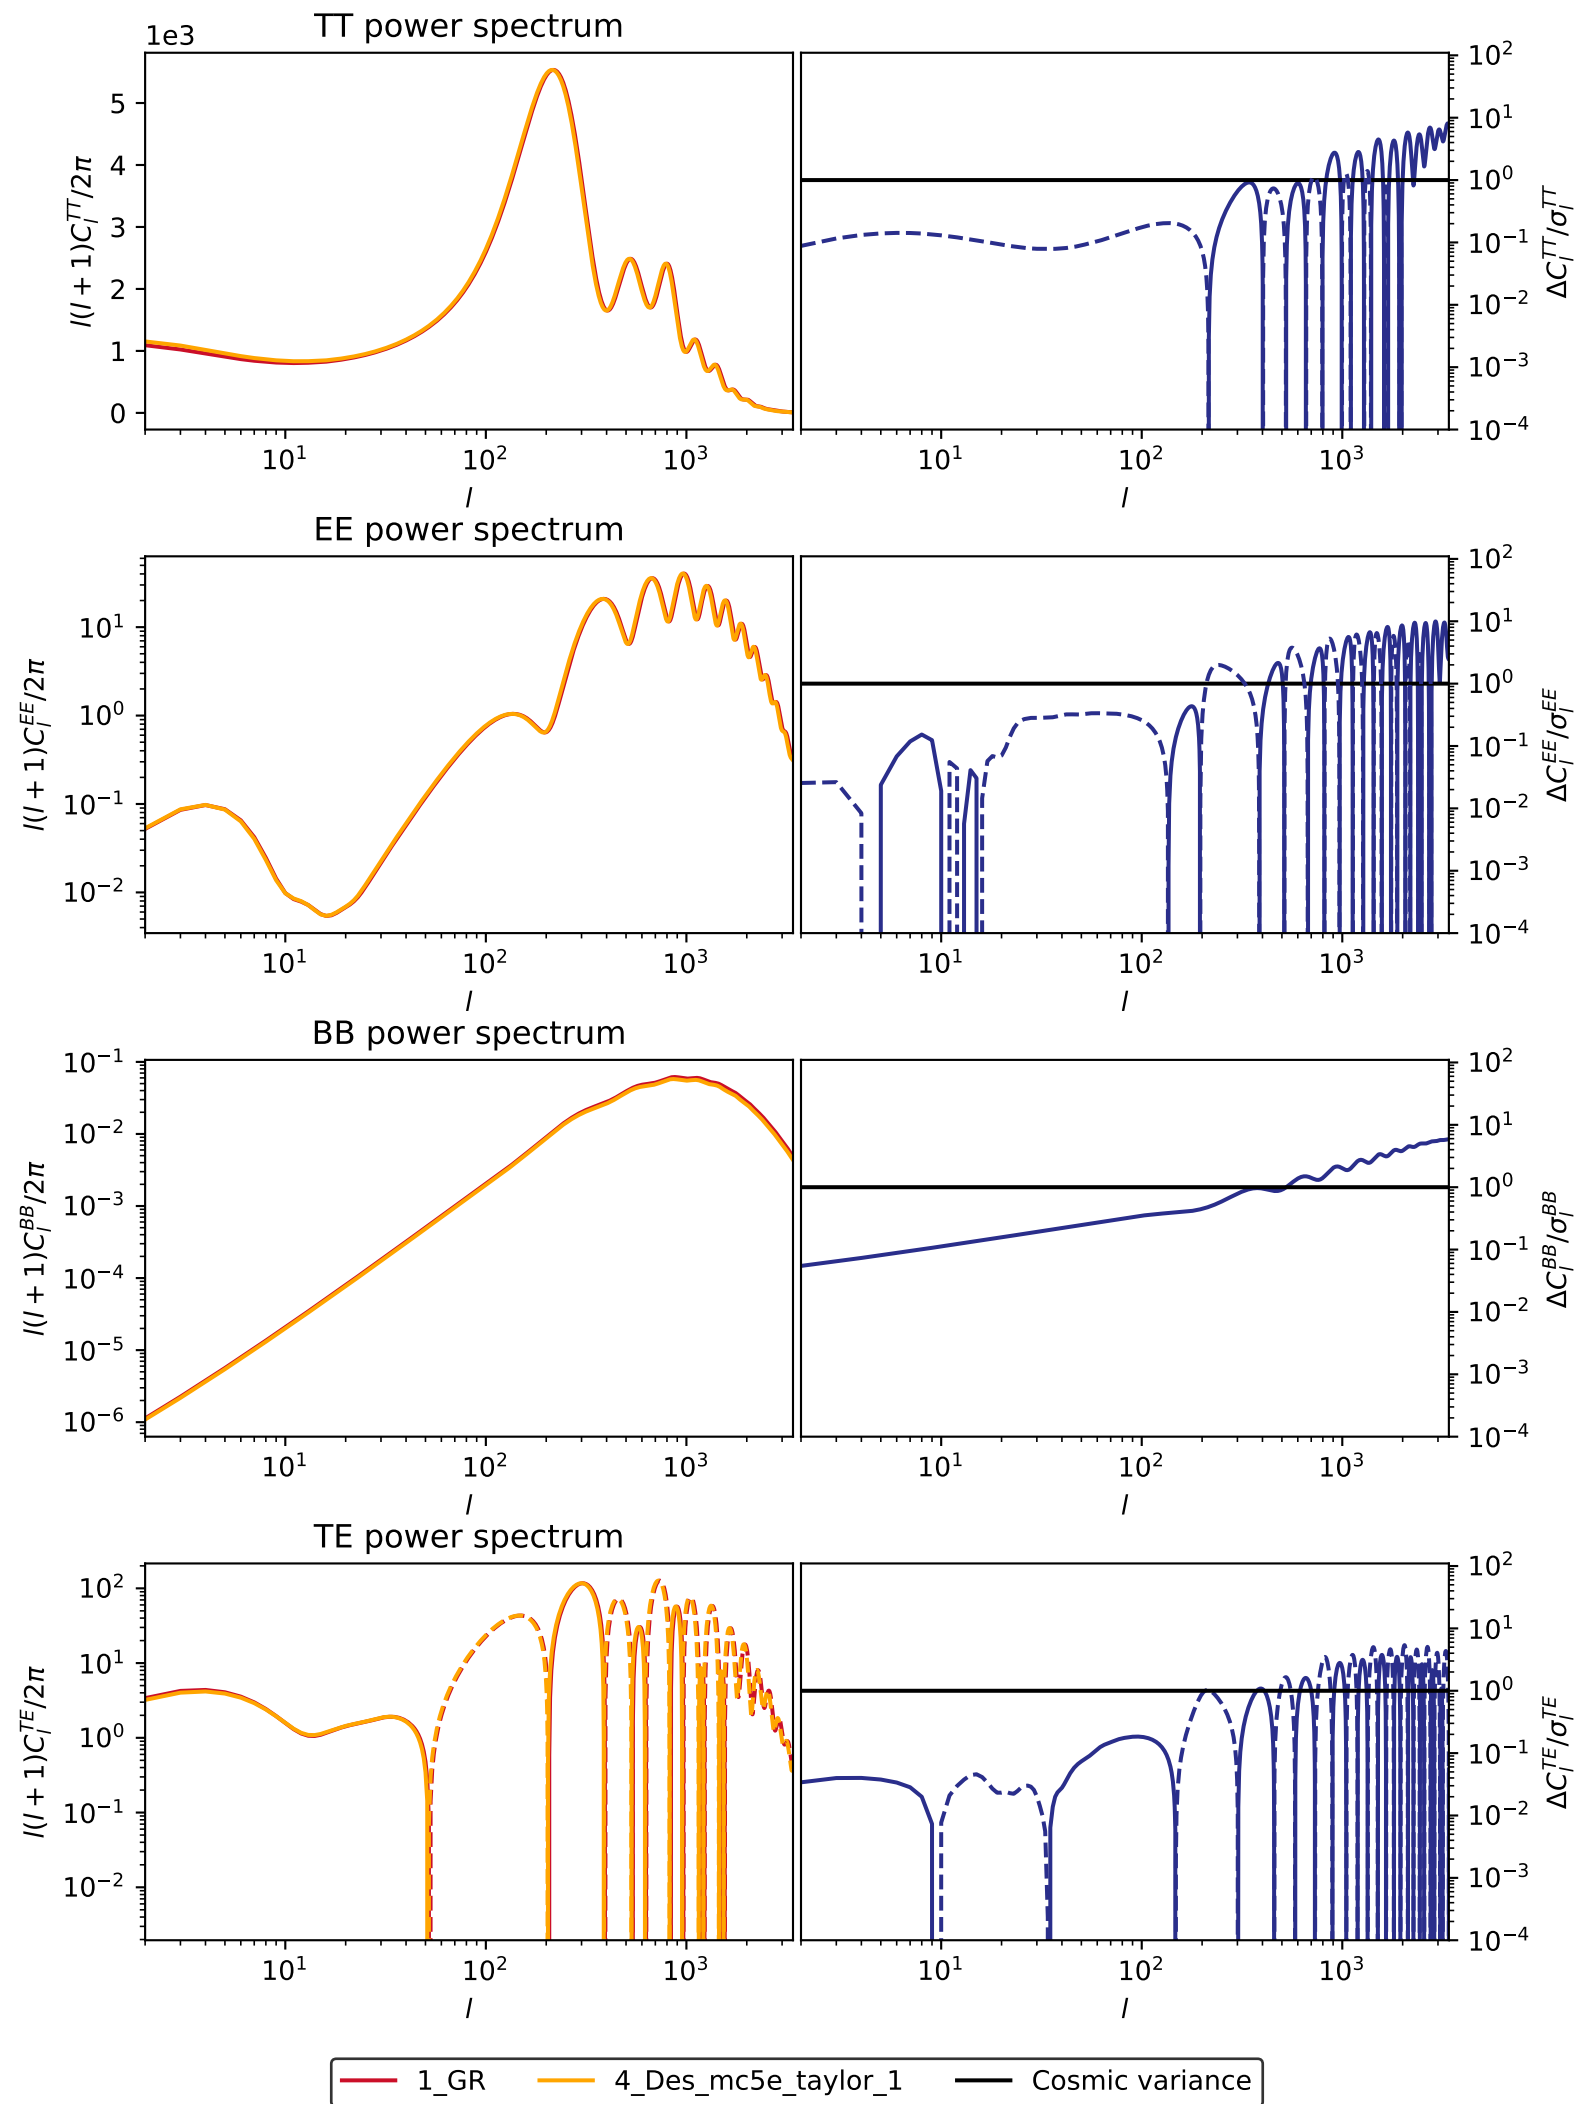 TT power spectrum
1e3
5
4
3
2
1
0
l(l + 1)C_l^{TT}/2π
10^1 10^2 10^3
l
10^2
10^1
10^0
10^{−1}
10^{−2}
10^{−3}
10^{−4}
ΔC_l^{TT}/σ_l^{TT}
10^1 10^2 10^3
l
EE power spectrum
10^1
10^0
10^{−1}
10^{−2}
l(l + 1)C_l^{EE}/2π
10^1 10^2 10^3
l
10^2
10^1
10^0
10^{−1}
10^{−2}
10^{−3}
10^{−4}
ΔC_l^{EE}/σ_l^{EE}
10^1 10^2 10^3
l
BB power spectrum
10^{−1}
10^{−2}
10^{−3}
10^{−4}
10^{−5}
10^{−6}
l(l + 1)C_l^{BB}/2π
10^1 10^2 10^3
l
10^2
10^1
10^0
10^{−1}
10^{−2}
10^{−3}
10^{−4}
ΔC_l^{BB}/σ_l^{BB}
10^1 10^2 10^3
l
TE power spectrum
10^2
10^1
10^0
10^{−1}
10^{−2}
l(l + 1)C_l^{TE}/2π
10^1 10^2 10^3
l
10^2
10^1
10^0
10^{−1}
10^{−2}
10^{−3}
10^{−4}
ΔC_l^{TE}/σ_l^{TE}
10^1 10^2 10^3
l
1_GR 4_Des_mc5e_taylor_1 Cosmic variance